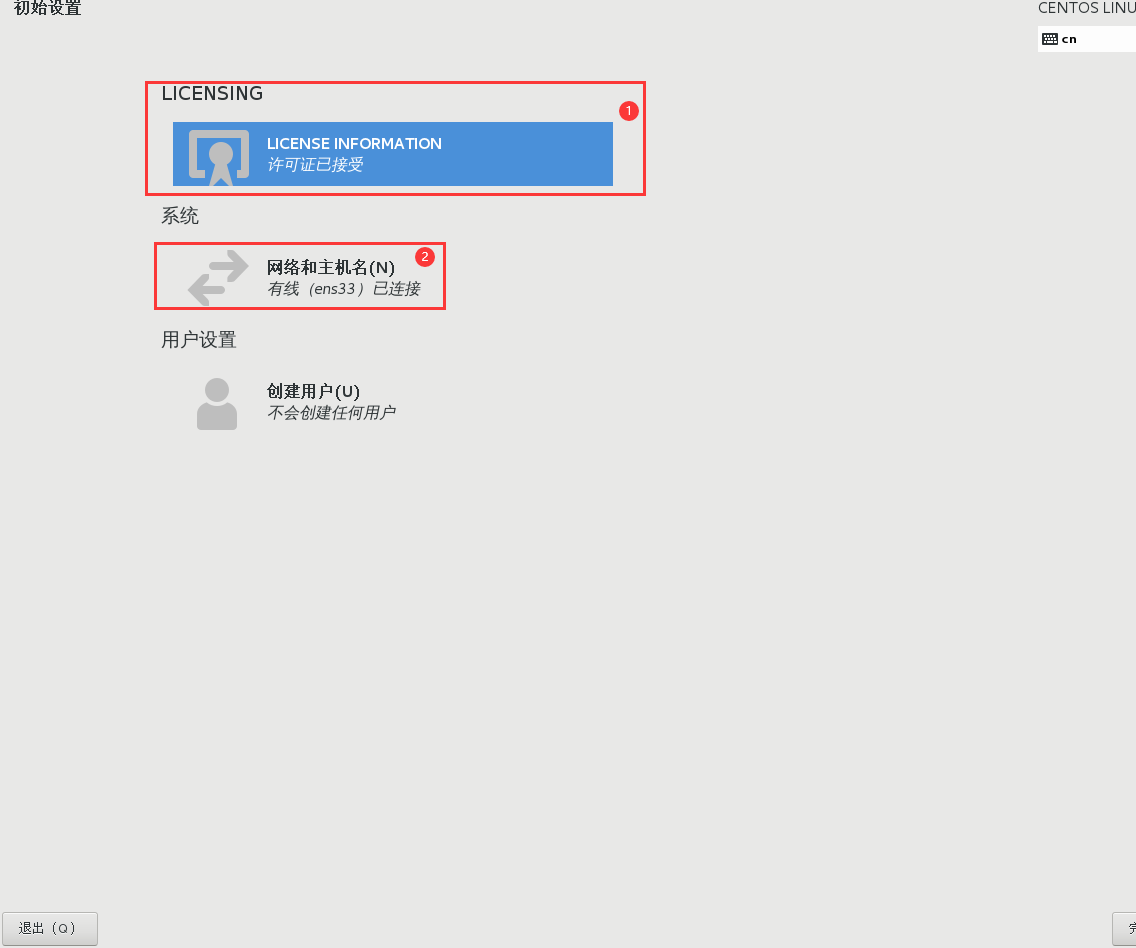 初始设置
CENTOS LINU
cn
LICENSING
1
LICENSE INFORMATION
许可证已接受
系统
网络和主机名(N)
2
有线（ens33）已连接
用户设置
创建用户(U)
不会创建任何用户
退出（Q）